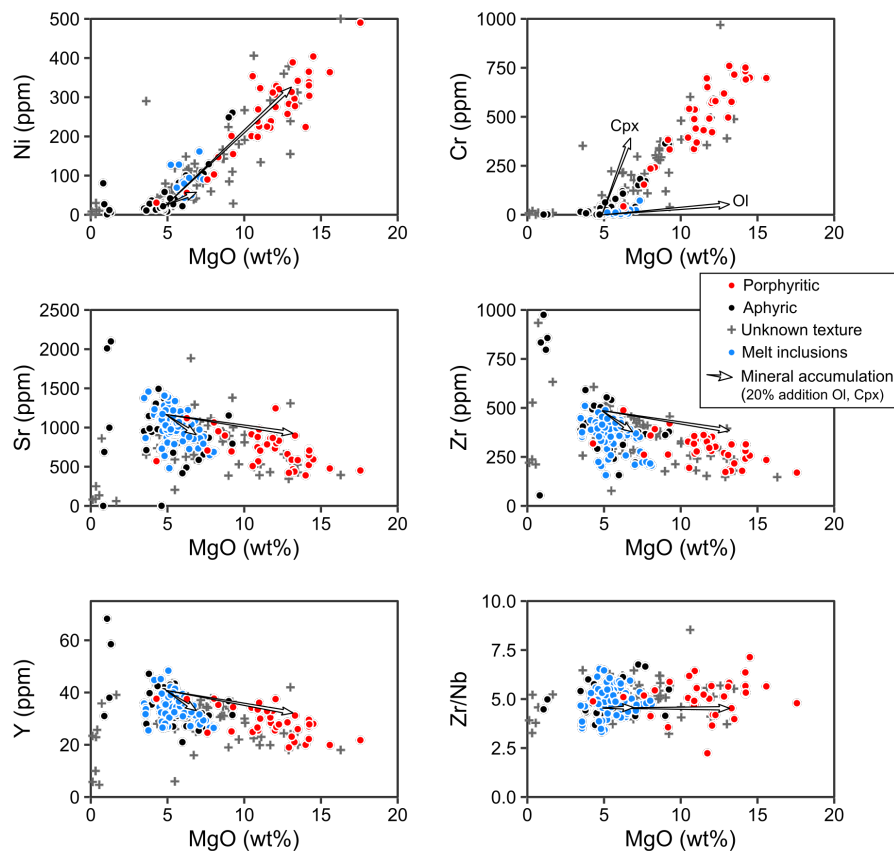 500
400
300
200
100
0
Ni (ppm)
0 5 10 15 20
MgO (wt%)
1000
750
500
250
0
Cr (ppm)
Cpx
Ol
0 5 10 15 20
MgO (wt%)
2500
2000
1500
1000
500
0
Sr (ppm)
0 5 10 15 20
MgO (wt%)
1000
750
500
250
0
Zr (ppm)
0 5 10 15 20
MgO (wt%)
Porphyritic
Aphyric
Unknown texture
Melt inclusions
Mineral accumulation
(20% addition Ol, Cpx)
60
40
20
0
Y (ppm)
0 5 10 15 20
MgO (wt%)
10.0
7.5
5.0
2.5
0.0
Zr/Nb
0 5 10 15 20
MgO (wt%)